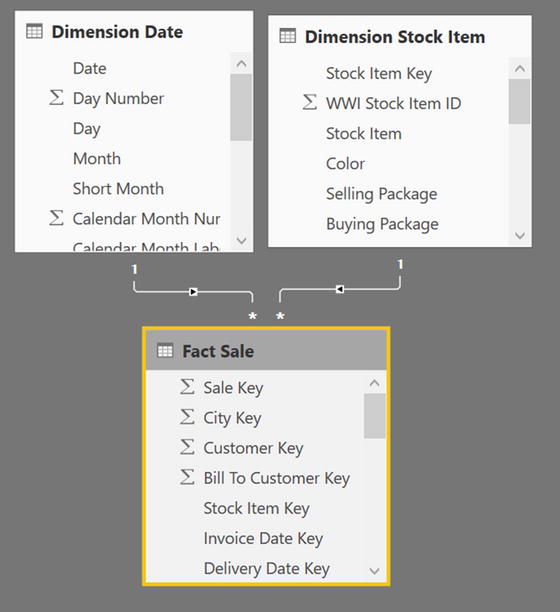 Dimension Date
Date
Σ Day Number
Day
Month
Short Month
Σ Calendar Month Nur
Calendar Month Lab
Dimension Stock Item
Stock Item Key
Σ WWI Stock Item ID
Stock Item
Color
Selling Package
Buying Package
1
1
* *
Fact Sale
Σ Sale Key
Σ City Key
Σ Customer Key
Σ Bill To Customer Key
Stock Item Key
Invoice Date Key
Delivery Date Key